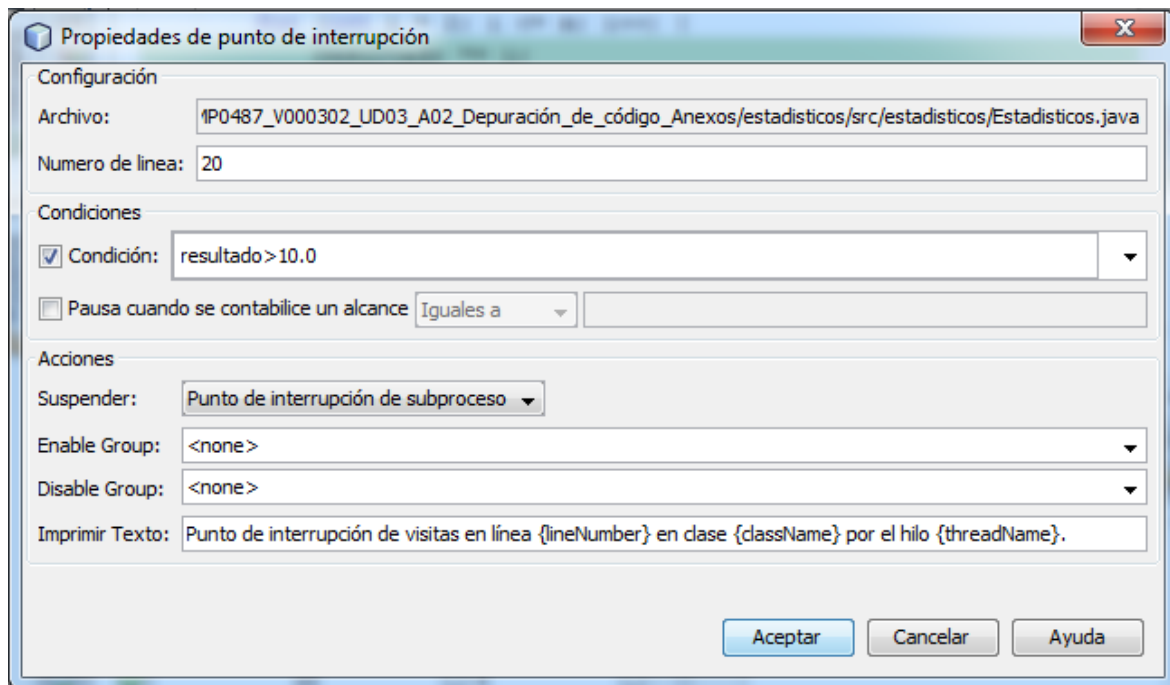 Propiedades de punto de interrupción
Configuración
Archivo: MP0487_V000302_UD03_A02_Depuración_de_código_Anexos/estadisticos/src/estadisticos/Estadisticos.java
Numero de linea: 20
Condiciones
Condición: resultado>10.0
Pausa cuando se contabilice un alcance Iguales a
Acciones
Suspender: Punto de interrupción de subproceso
Enable Group: <none>
Disable Group: <none>
Imprimir Texto: Punto de interrupción de visitas en línea {lineNumber} en clase {className} por el hilo {threadName}.
Aceptar Cancelar Ayuda